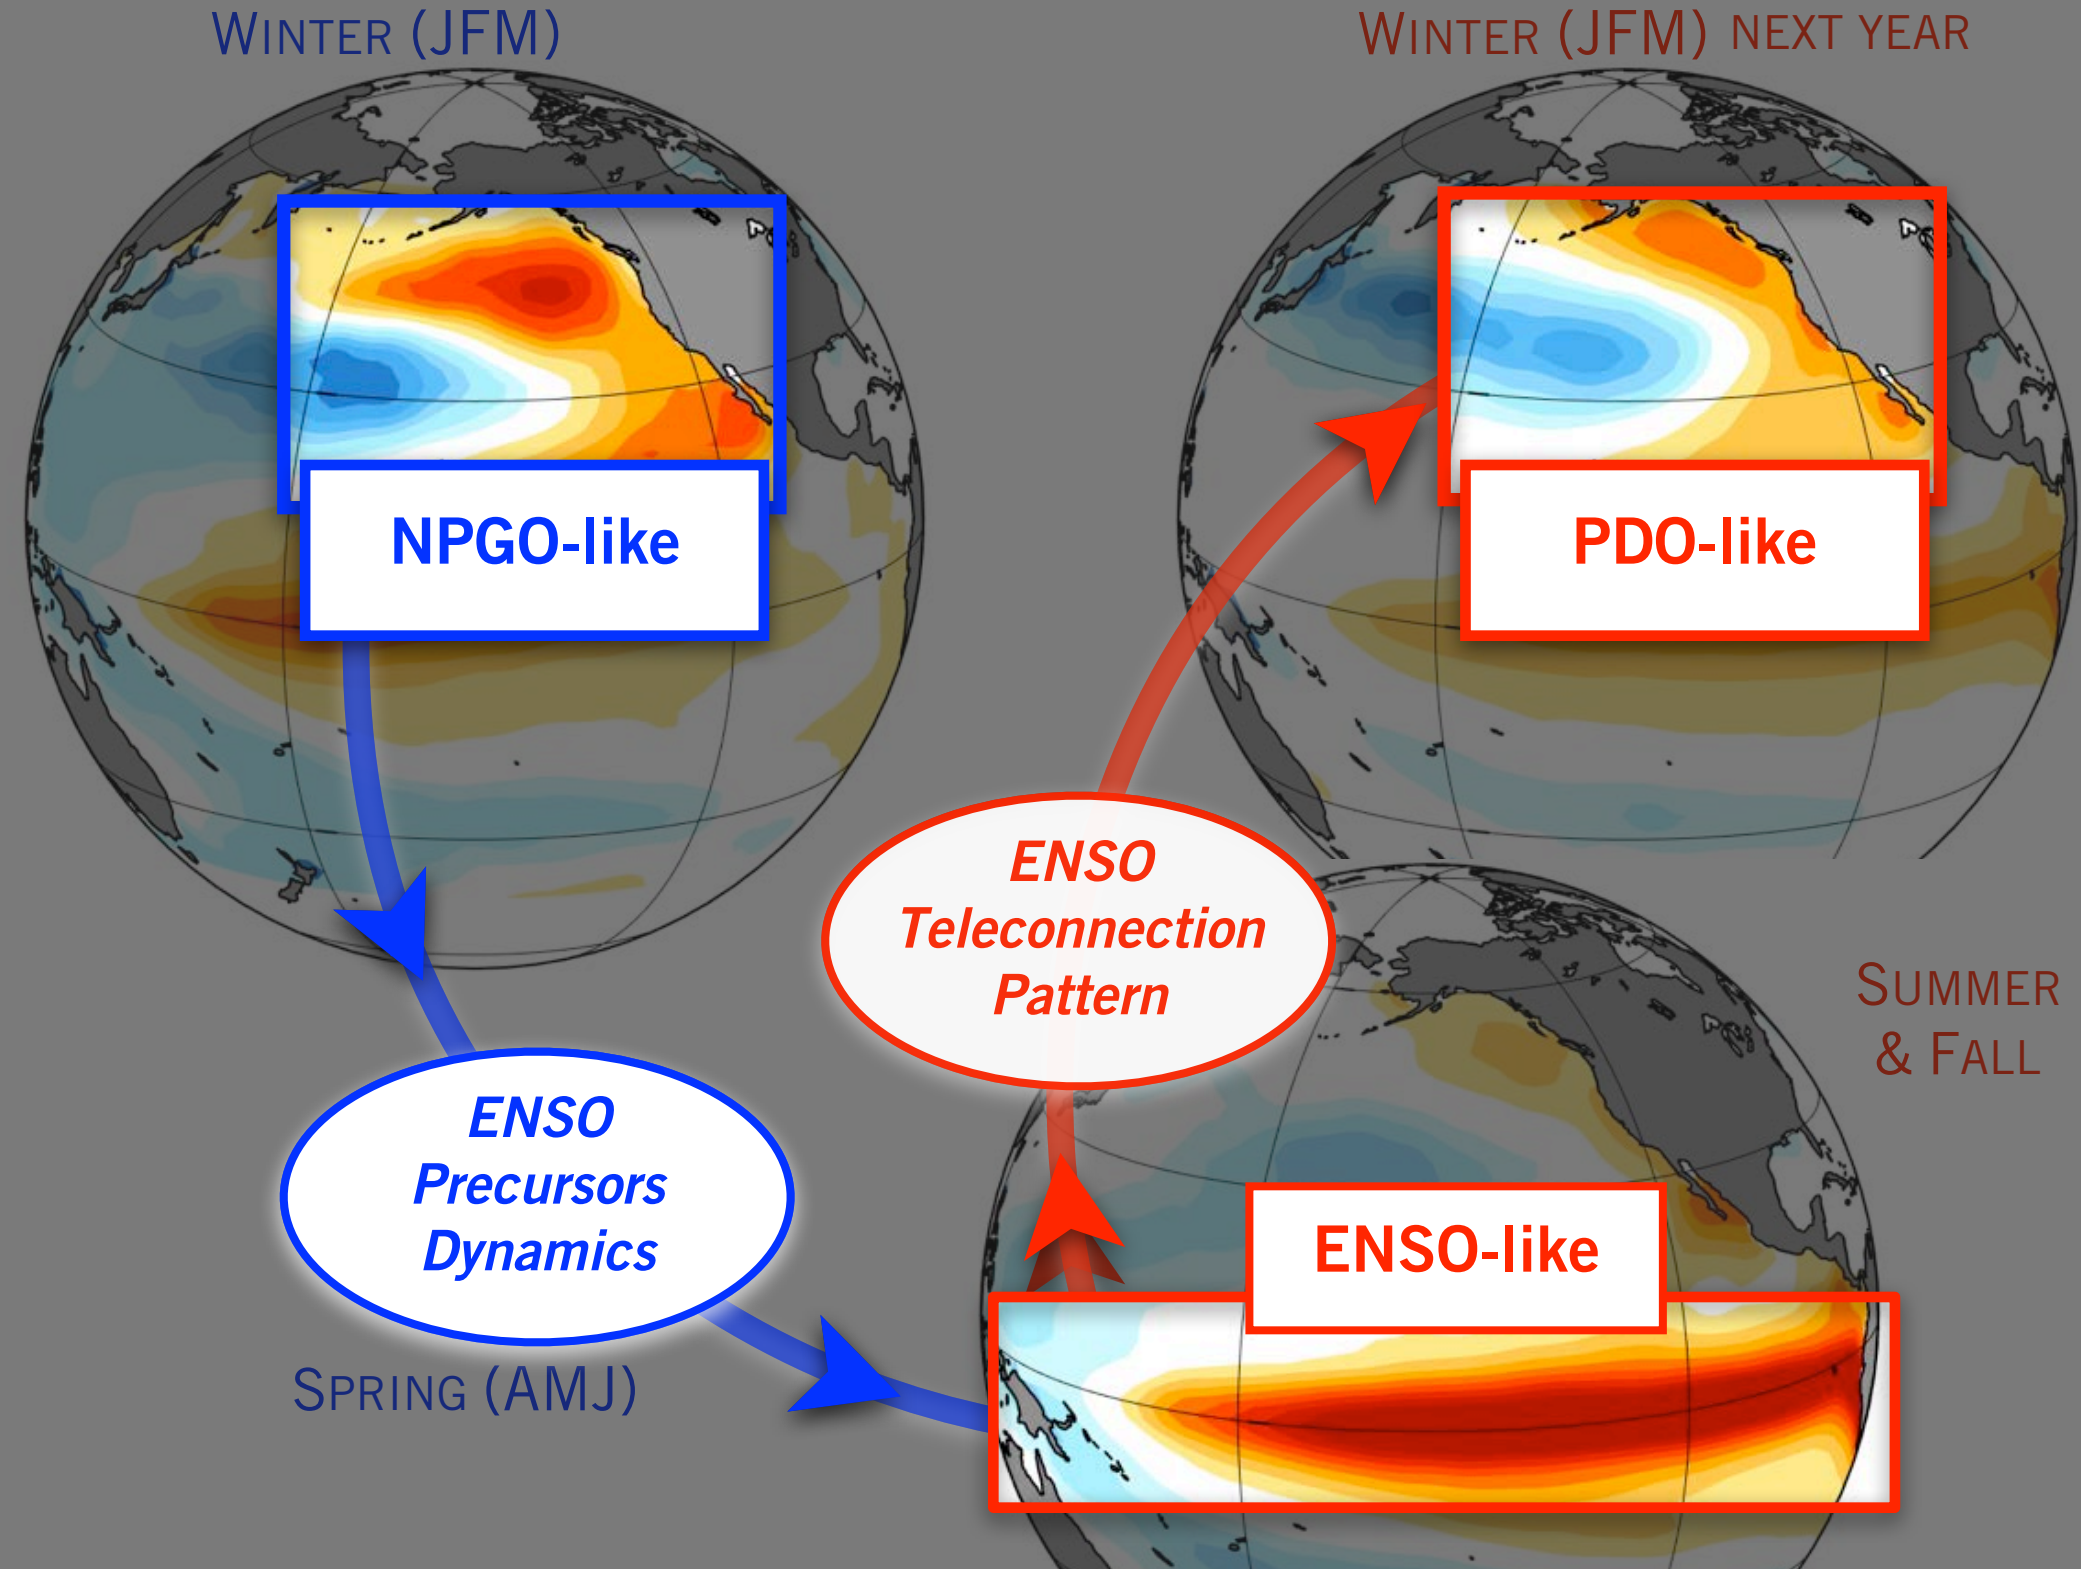 WINTER (JFM)
WINTER (JFM) NEXT YEAR
NPGO-like
PDO-like
ENSO
Teleconnection
Pattern
SUMMER
& FALL
ENSO
Precursors
Dynamics
ENSO-like
SPRING (AMJ)